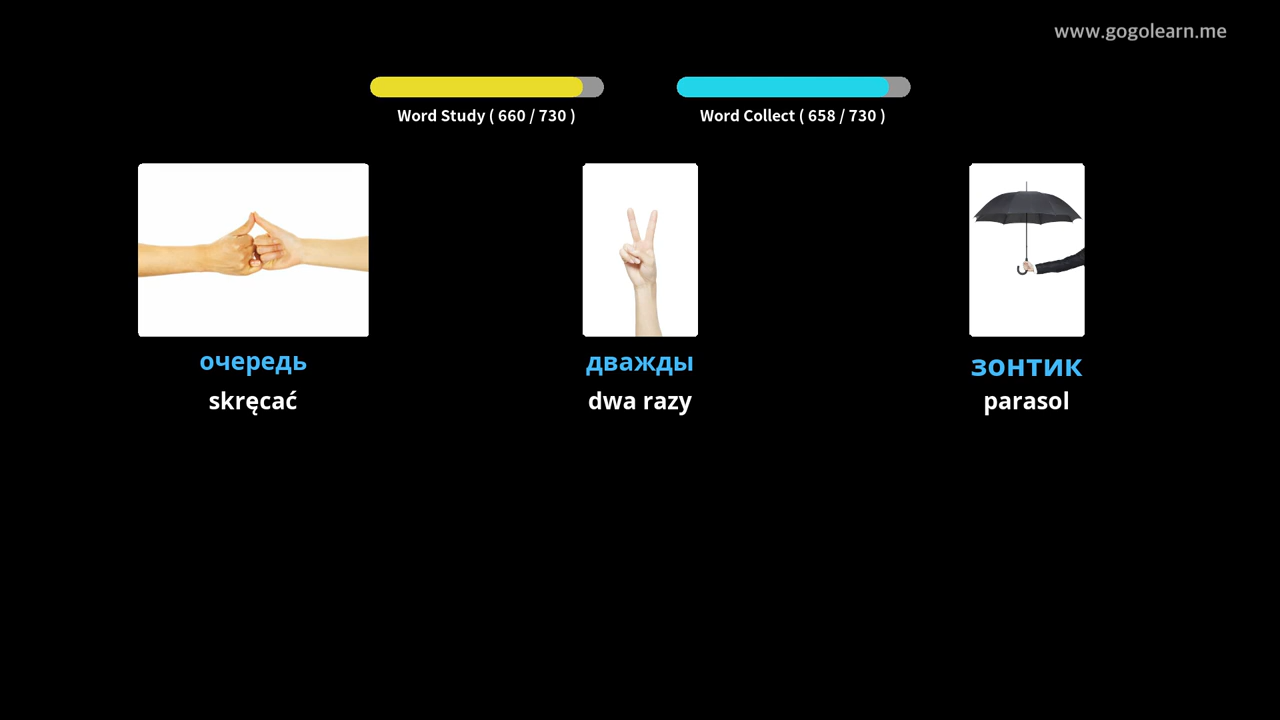 www.gogolearn.me
Word Study ( 660 / 730 )
Word Collect ( 658 / 730 )
очередь
skręcać
дважды
dwa razy
зонтик
parasol